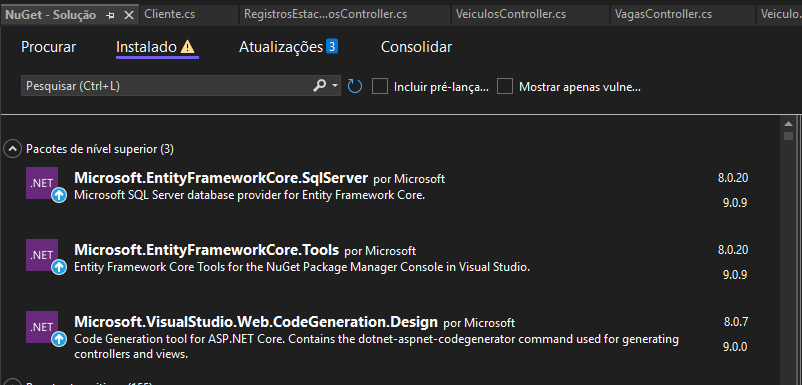 NuGet - Solução
Cliente.cs
RegistrosEstac...osController.cs
VeiculosController.cs
VagasController.cs
Veiculo.
Procurar
Instalado
Atualizações 3
Consolidar
Pesquisar (Ctrl+L)
Incluir pré-lança...
Mostrar apenas vulne...
Pacotes de nível superior (3)
.NET
Microsoft.EntityFrameworkCore.SqlServer por Microsoft
8.0.20
Microsoft SQL Server database provider for Entity Framework Core.
9.0.9
.NET
Microsoft.EntityFrameworkCore.Tools por Microsoft
8.0.20
Entity Framework Core Tools for the NuGet Package Manager Console in Visual Studio.
9.0.9
.NET
Microsoft.VisualStudio.Web.CodeGeneration.Design por Microsoft
8.0.7
Code Generation tool for ASP.NET Core. Contains the dotnet-aspnet-codegenerator command used for generating
controllers and views.
9.0.0